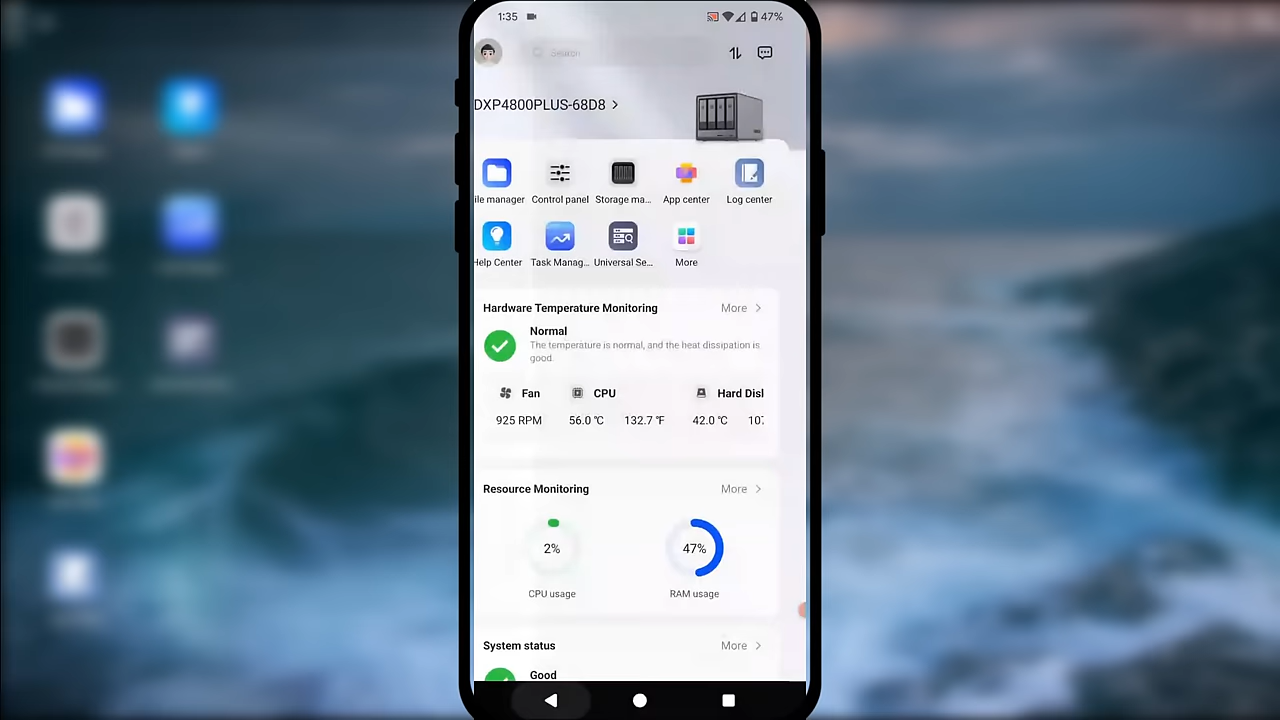 1:35 47%
Search
DXP4800PLUS-68D8
ile manager Control panel Storage ma... App center Log center
Help Center Task Manag... Universal Se... More
Hardware Temperature Monitoring More
Normal
The temperature is normal, and the heat dissipation is
good.
Fan CPU Hard Disl
925 RPM 56.0 ℃ 132.7 ℉ 42.0 ℃ 107
Resource Monitoring More
2% 47%
CPU usage RAM usage
System status More
Good